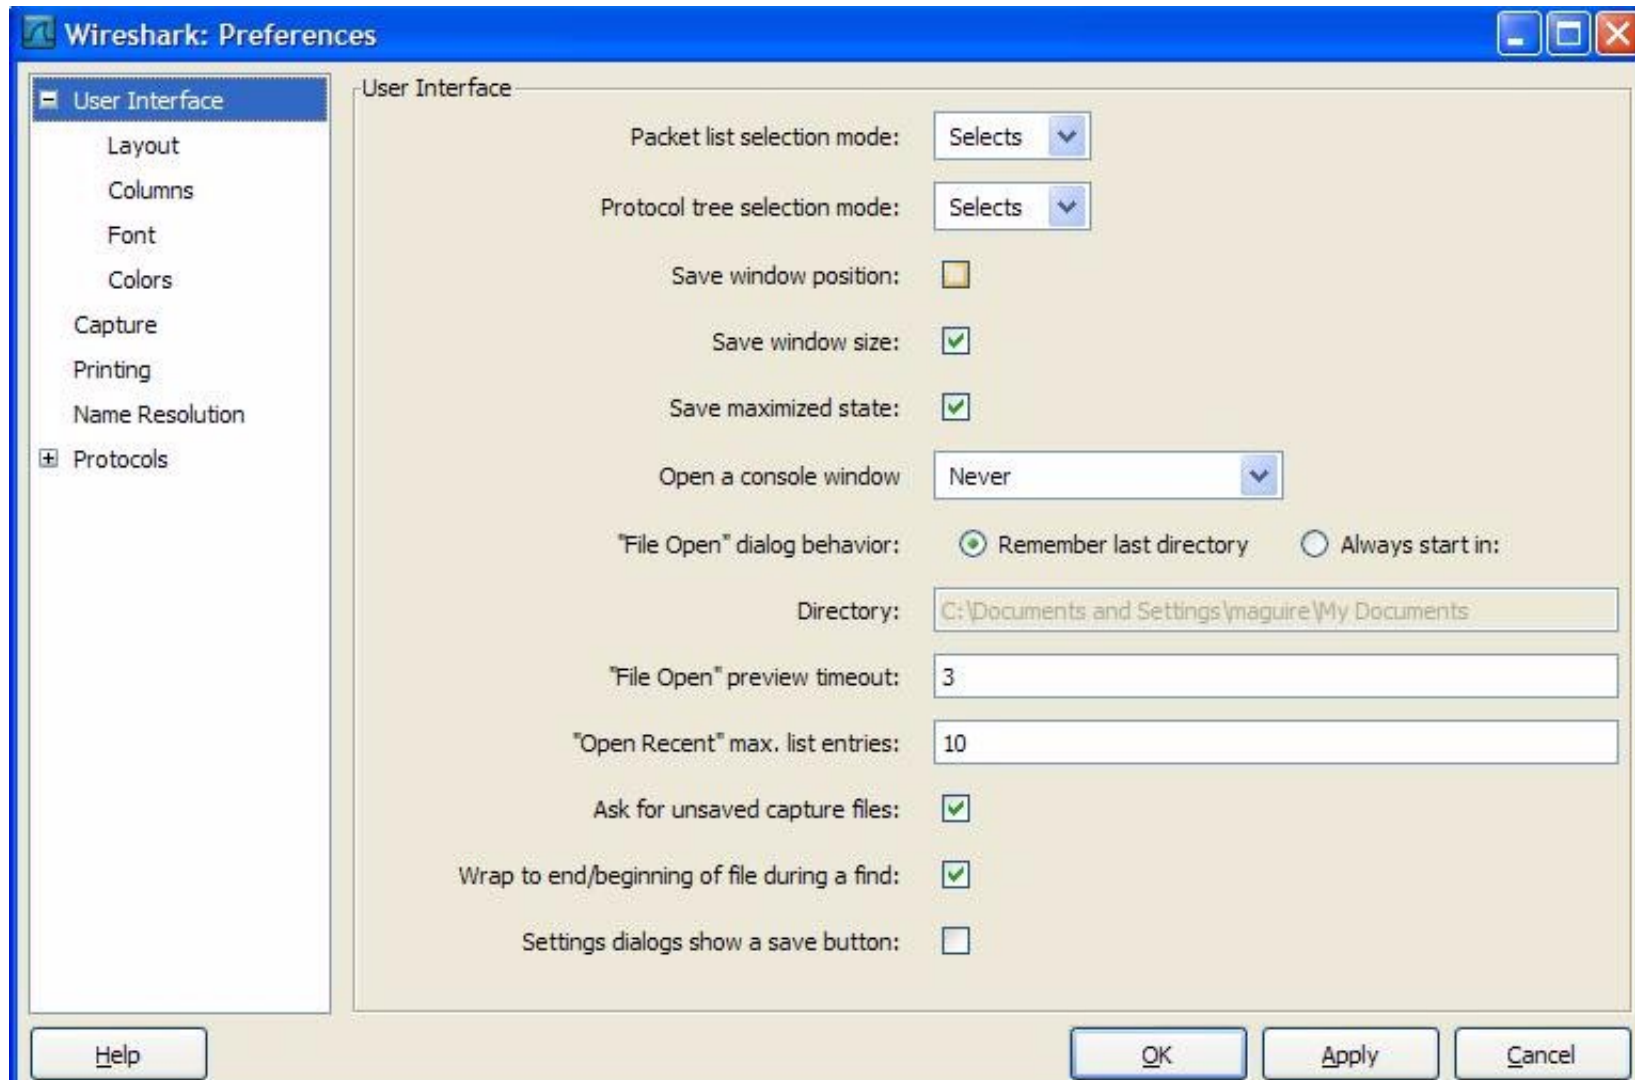 Wireshark: Preferences
User Interface
Layout
Columns
Font
Colors
Capture
Printing
Name Resolution
Protocols
User Interface
Packet list selection mode: Selects
Protocol tree selection mode: Selects
Save window position:
Save window size:
Save maximized state:
Open a console window Never
"File Open" dialog behavior: Remember last directory Always start in:
Directory: C:\Documents and Settings\maguire\My Documents
"File Open" preview timeout: 3
"Open Recent" max. list entries: 10
Ask for unsaved capture files:
Wrap to end/beginning of file during a find:
Settings dialogs show a save button:
Help OK Apply Cancel